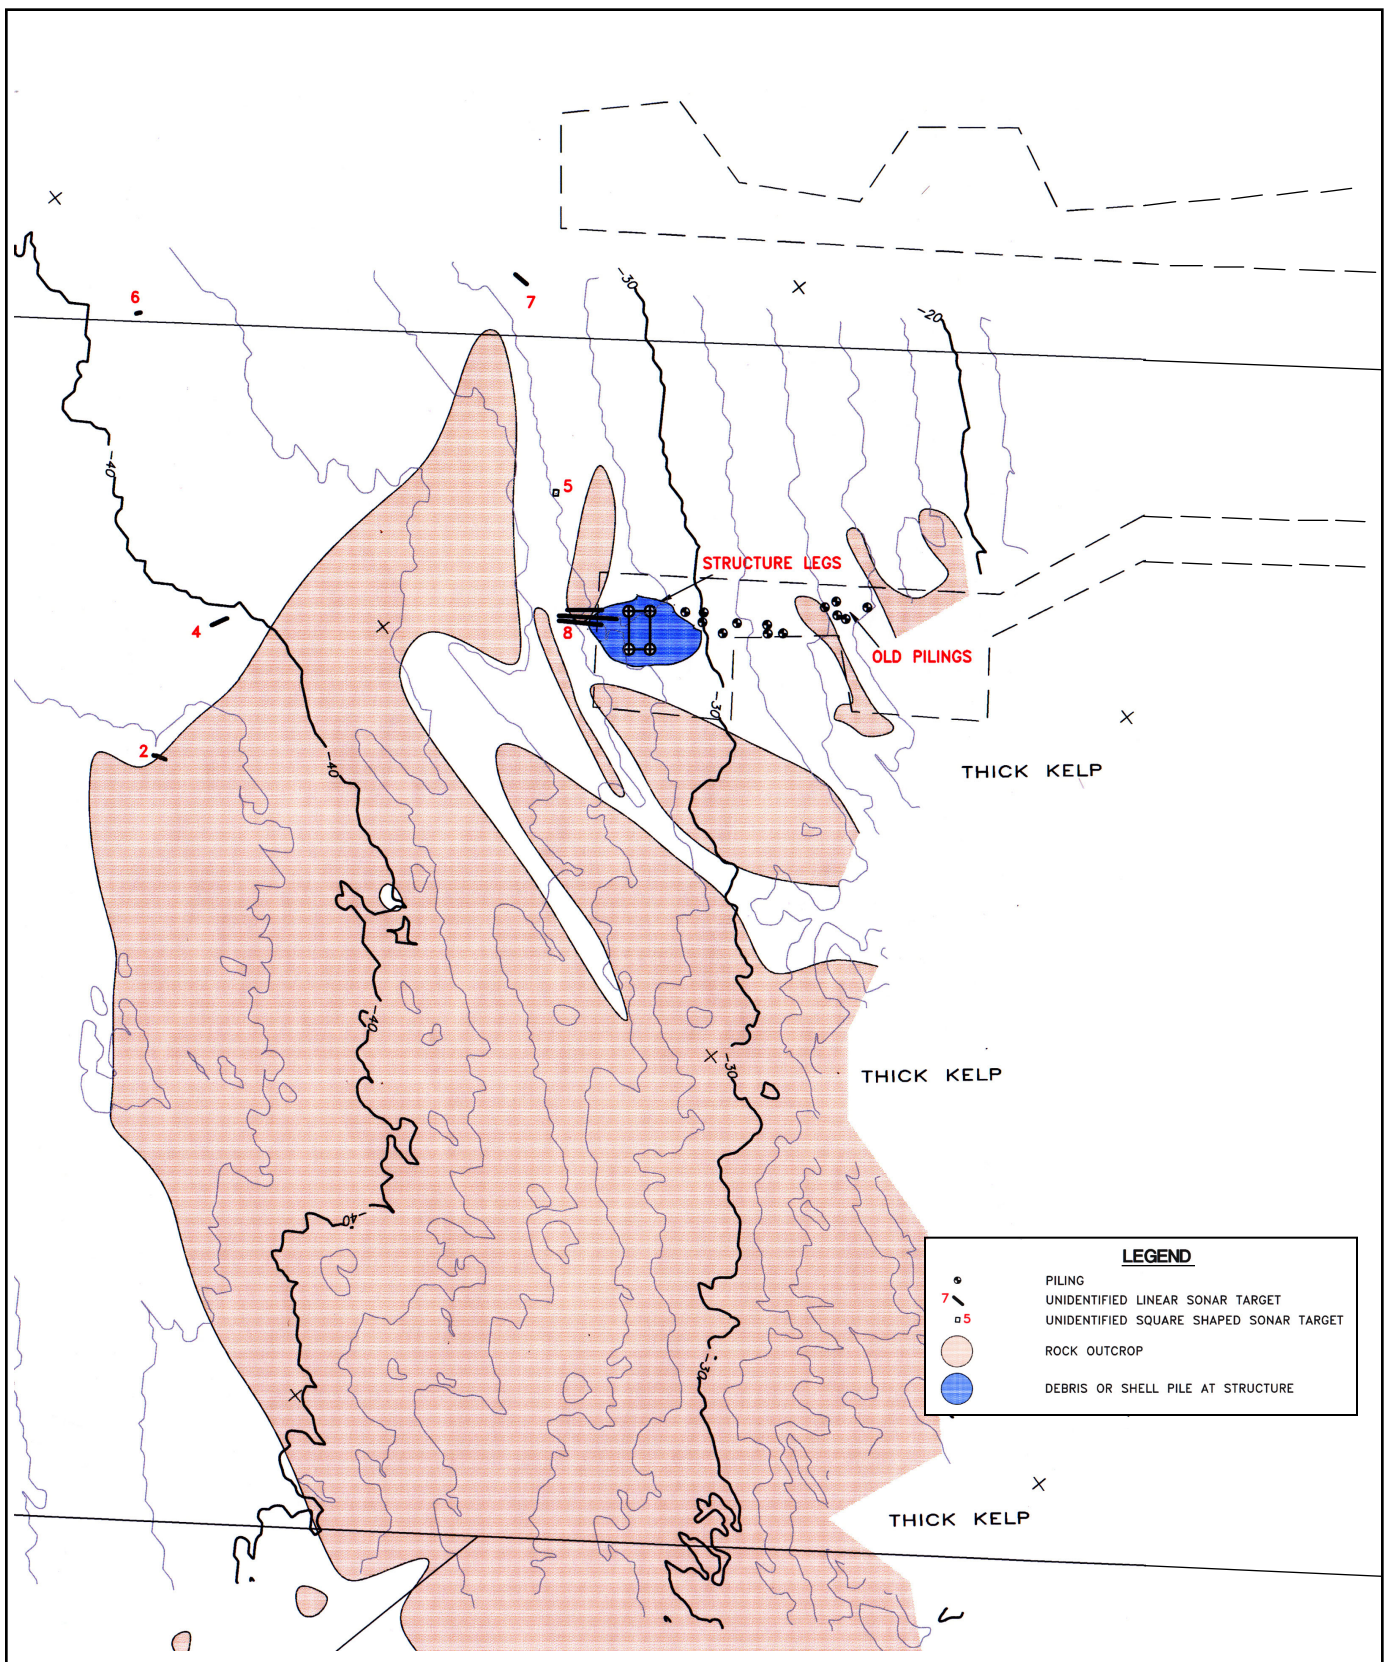 -30
6
7
-20
-40
5
STRUCTURE LEGS
4
8
OLD PILINGS
-30
2
-40
THICK KELP
-40
-30
THICK KELP
-40
LEGEND
PILING
7 UNIDENTIFIED LINEAR SONAR TARGET
5 UNIDENTIFIED SQUARE SHAPED SONAR TARGET
ROCK OUTCROP
-30
DEBRIS OR SHELL PILE AT STRUCTURE
THICK KELP